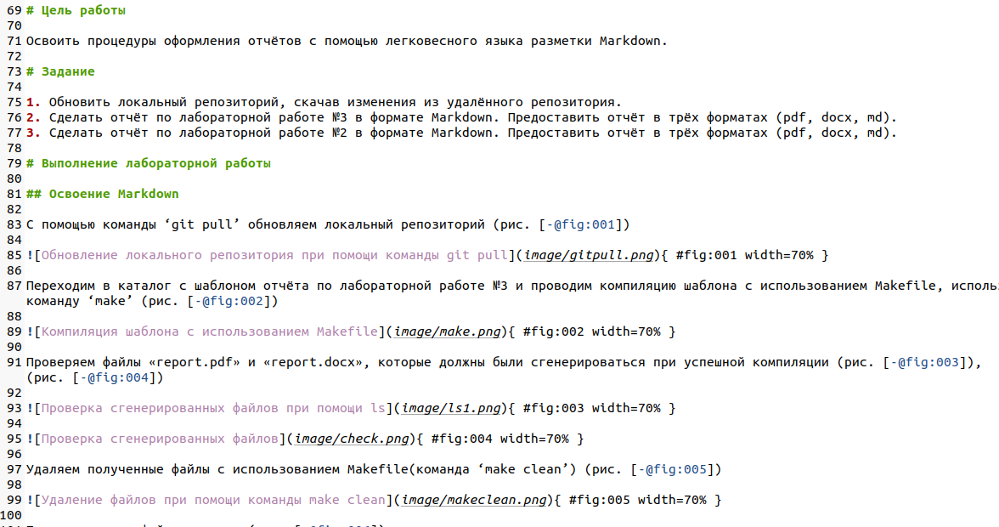 69 # Цель работы
70
71 Освоить процедуры оформления отчётов с помощью легковесного языка разметки Markdown.
72
73 # Задание
74
75 1. Обновить локальный репозиторий, скачав изменения из удалённого репозитория.
76 2. Сделать отчёт по лабораторной работе №3 в формате Markdown. Предоставить отчёт в трёх форматах (pdf, docx, md).
77 3. Сделать отчёт по лабораторной работе №2 в формате Markdown. Предоставить отчёт в трёх форматах (pdf, docx, md).
78
79 # Выполнение лабораторной работы
80
81 ## Освоение Markdown
82
83 С помощью команды ‘git pull’ обновляем локальный репозиторий (рис. [-@fig:001])
84
85 ![Обновление локального репозитория при помощи команды git pull](image/gitpull.png){ #fig:001 width=70% }
86
87 Переходим в каталог с шаблоном отчёта по лабораторной работе №3 и проводим компиляцию шаблона с использованием Makefile,
команду ‘make’ (рис. [-@fig:002])
88
89 ![Компиляция шаблона с использованием Makefile](image/make.png){ #fig:002 width=70% }
90
91 Проверяем файлы «report.pdf» и «report.docx», которые должны были сгенерироваться при успешной компиляции (рис. [-@fig:003]),
(рис. [-@fig:004])
92
93 ![Проверка сгенерированных файлов при помощи ls](image/ls1.png){ #fig:003 width=70% }
94
95 ![Проверка сгенерированных файлов](image/check.png){ #fig:004 width=70% }
96
97 Удаляем полученные файлы с использованием Makefile(команда ‘make clean’) (рис. [-@fig:005])
98
99 ![Удаление файлов при помощи команды make clean](image/makeclean.png){ #fig:005 width=70% }
100